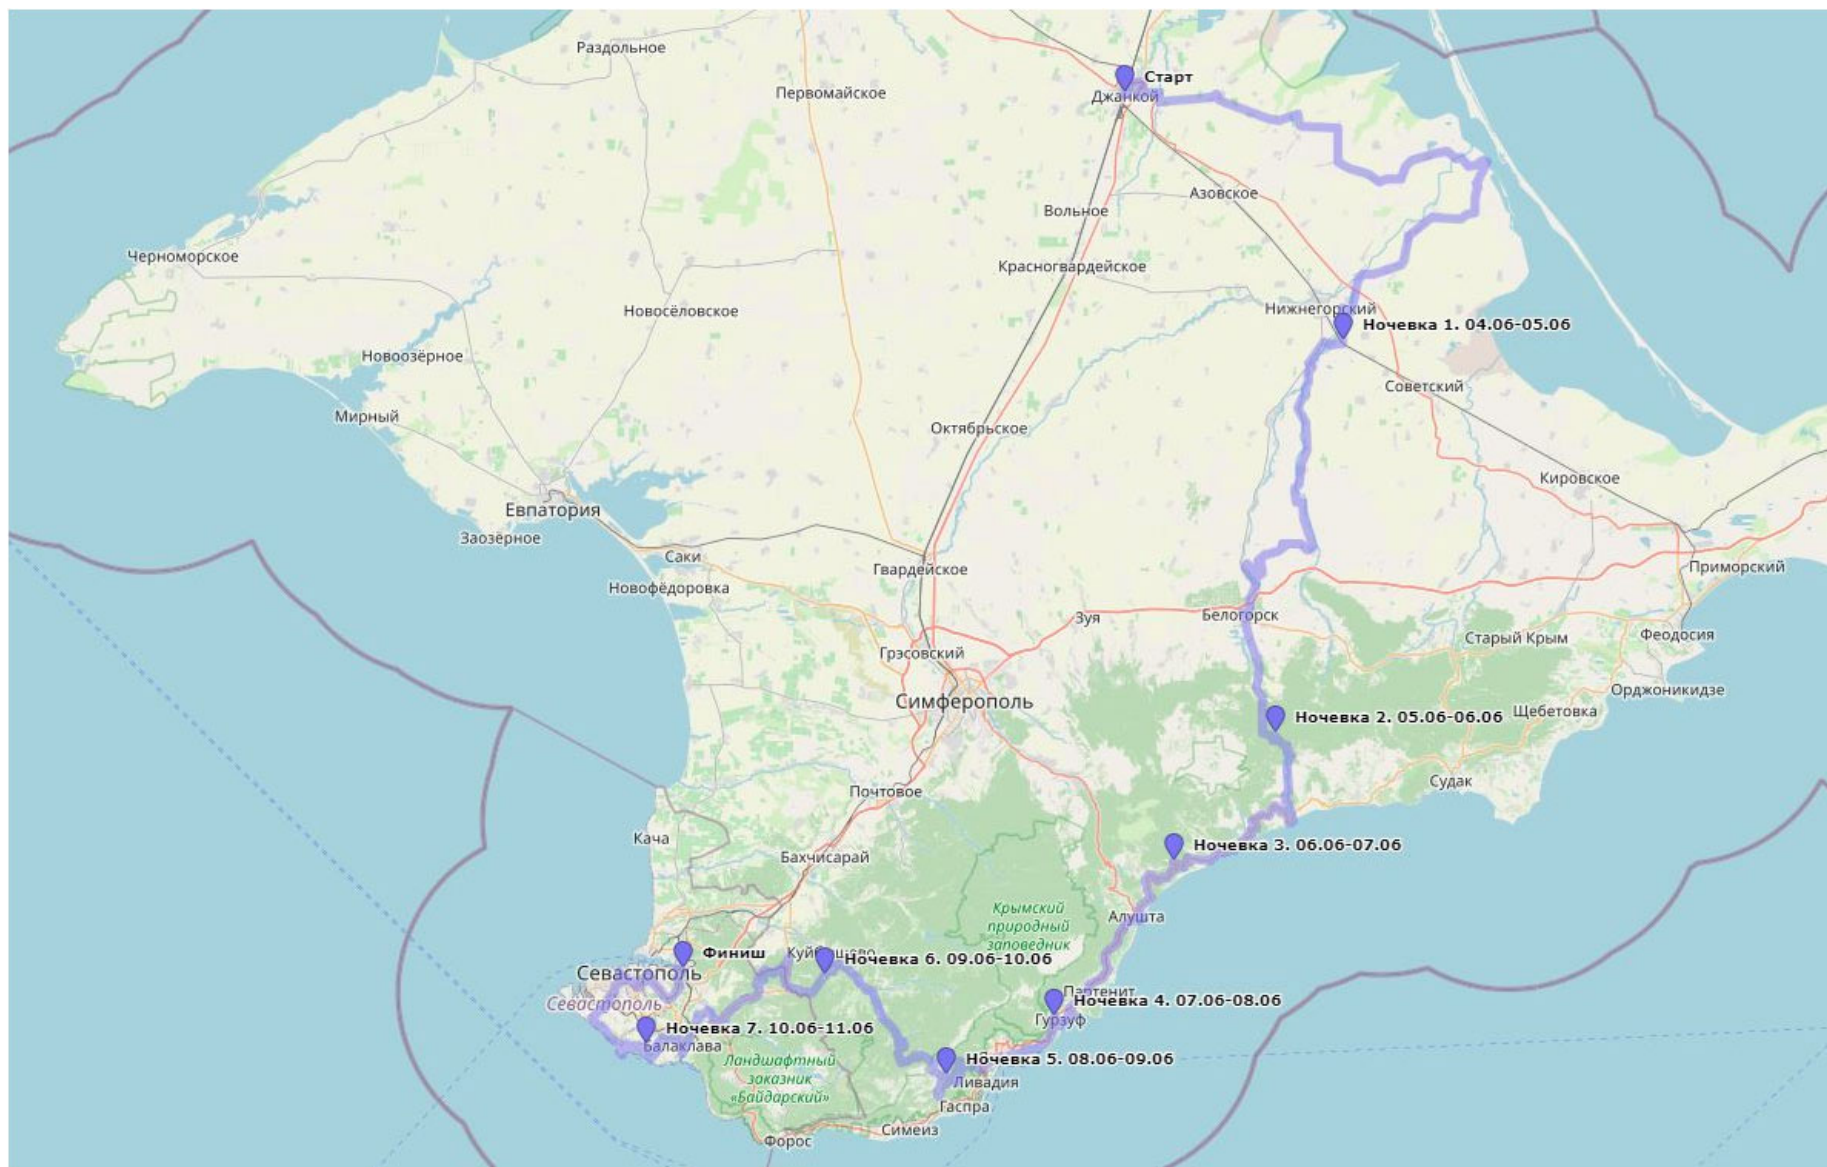 Раздольное
Первомайское
Старт
Джанкой
Азовское
Вольное
Черноморское
Красногвардейское
Новосёловское
Нижнегорский
Ночевка 1. 04.06-05.06
Новоозёрное
Советский
Мирный
Октябрьское
Кировское
Евпатория
Заозёрное
Саки
Гвардейское
Приморский
Новофёдоровка
Зуя
Белогорск
Старый Крым
Феодосия
Грэсовский
Симферополь
Орджоникидзе
Щебетовка
Ночевка 2. 05.06-06.06
Судак
Почтовое
Кача
Ночевка 3. 06.06-07.06
Бахчисарай
Крымский
природный
заповедник
Алушта
Финиш
Куйбышево
Ночевка 6. 09.06-10.06
Севастополь
Севастополь
Партенит
Ночевка 4. 07.06-08.06
Гурзуф
Ночевка 7. 10.06-11.06
Балаклава
Ландшафтный
заказник
«Байдарский»
Ночевка 5. 08.06-09.06
Ливадия
Гаспра
Симеиз
Форос